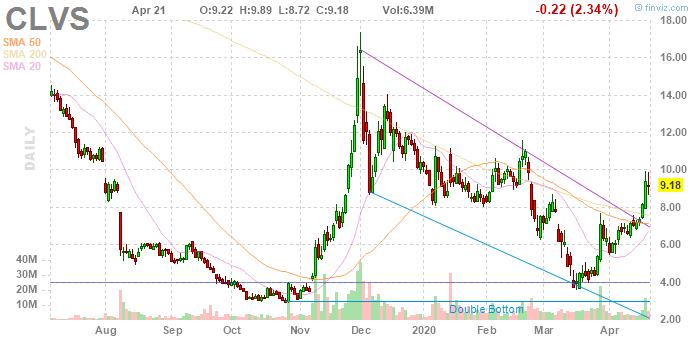 CLVS
Apr 21 O:9.22 H:9.89 L:8.72 C:9.18 Vol:6.39M -0.22 (2.34%)
© finviz.com
SMA 50
SMA 200
SMA 20
DAILY
18.00
16.00
14.00
12.00
10.00
9.18
8.00
6.00
4.00
2.00
40M
30M
20M
10M
Double Bottom
Aug Sep Oct Nov Dec 2020 Feb Mar Apr